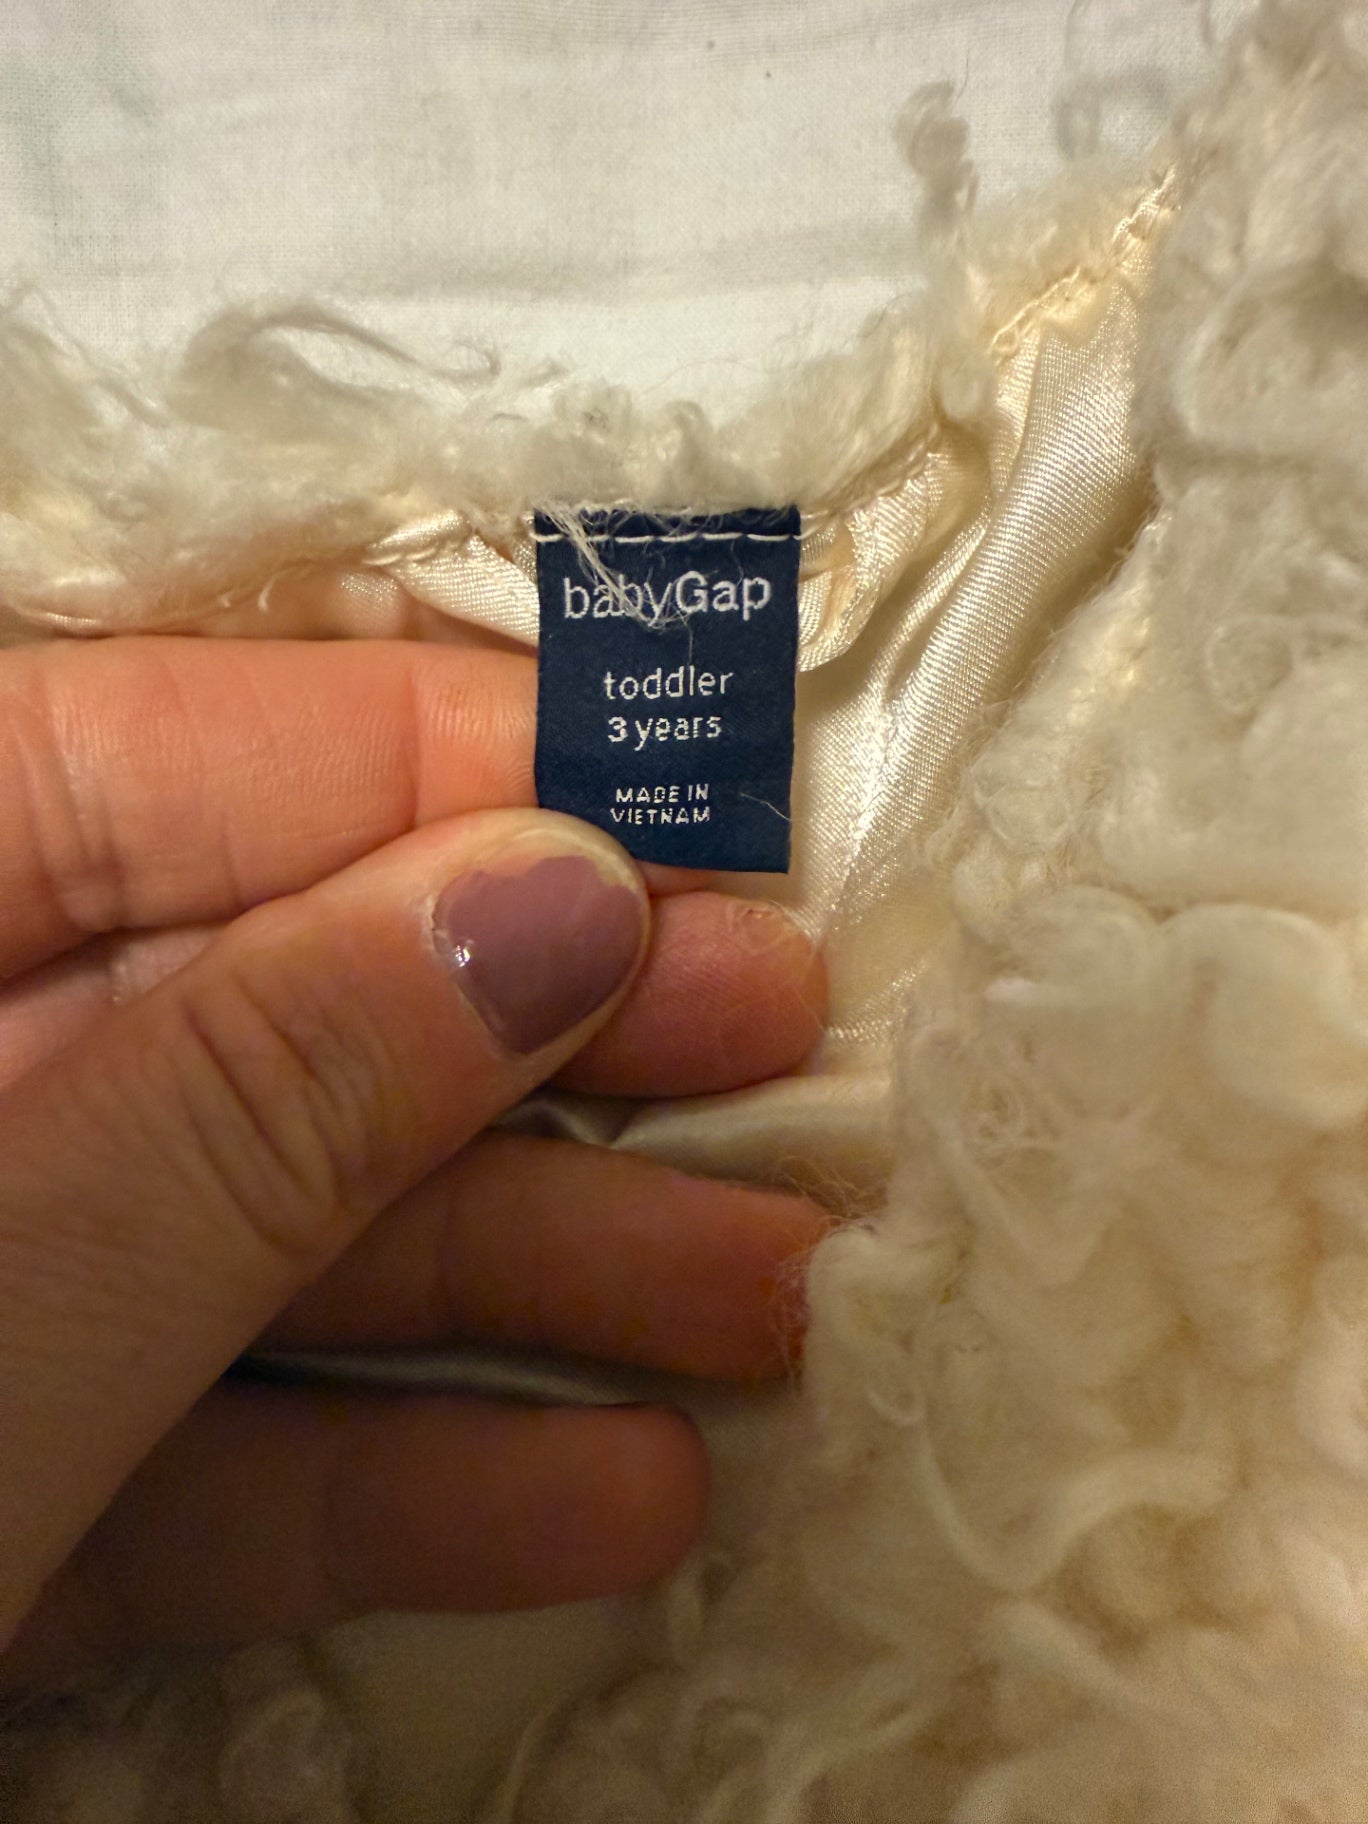 babyGap
toddler
3 years
MADE IN
VIETNAM